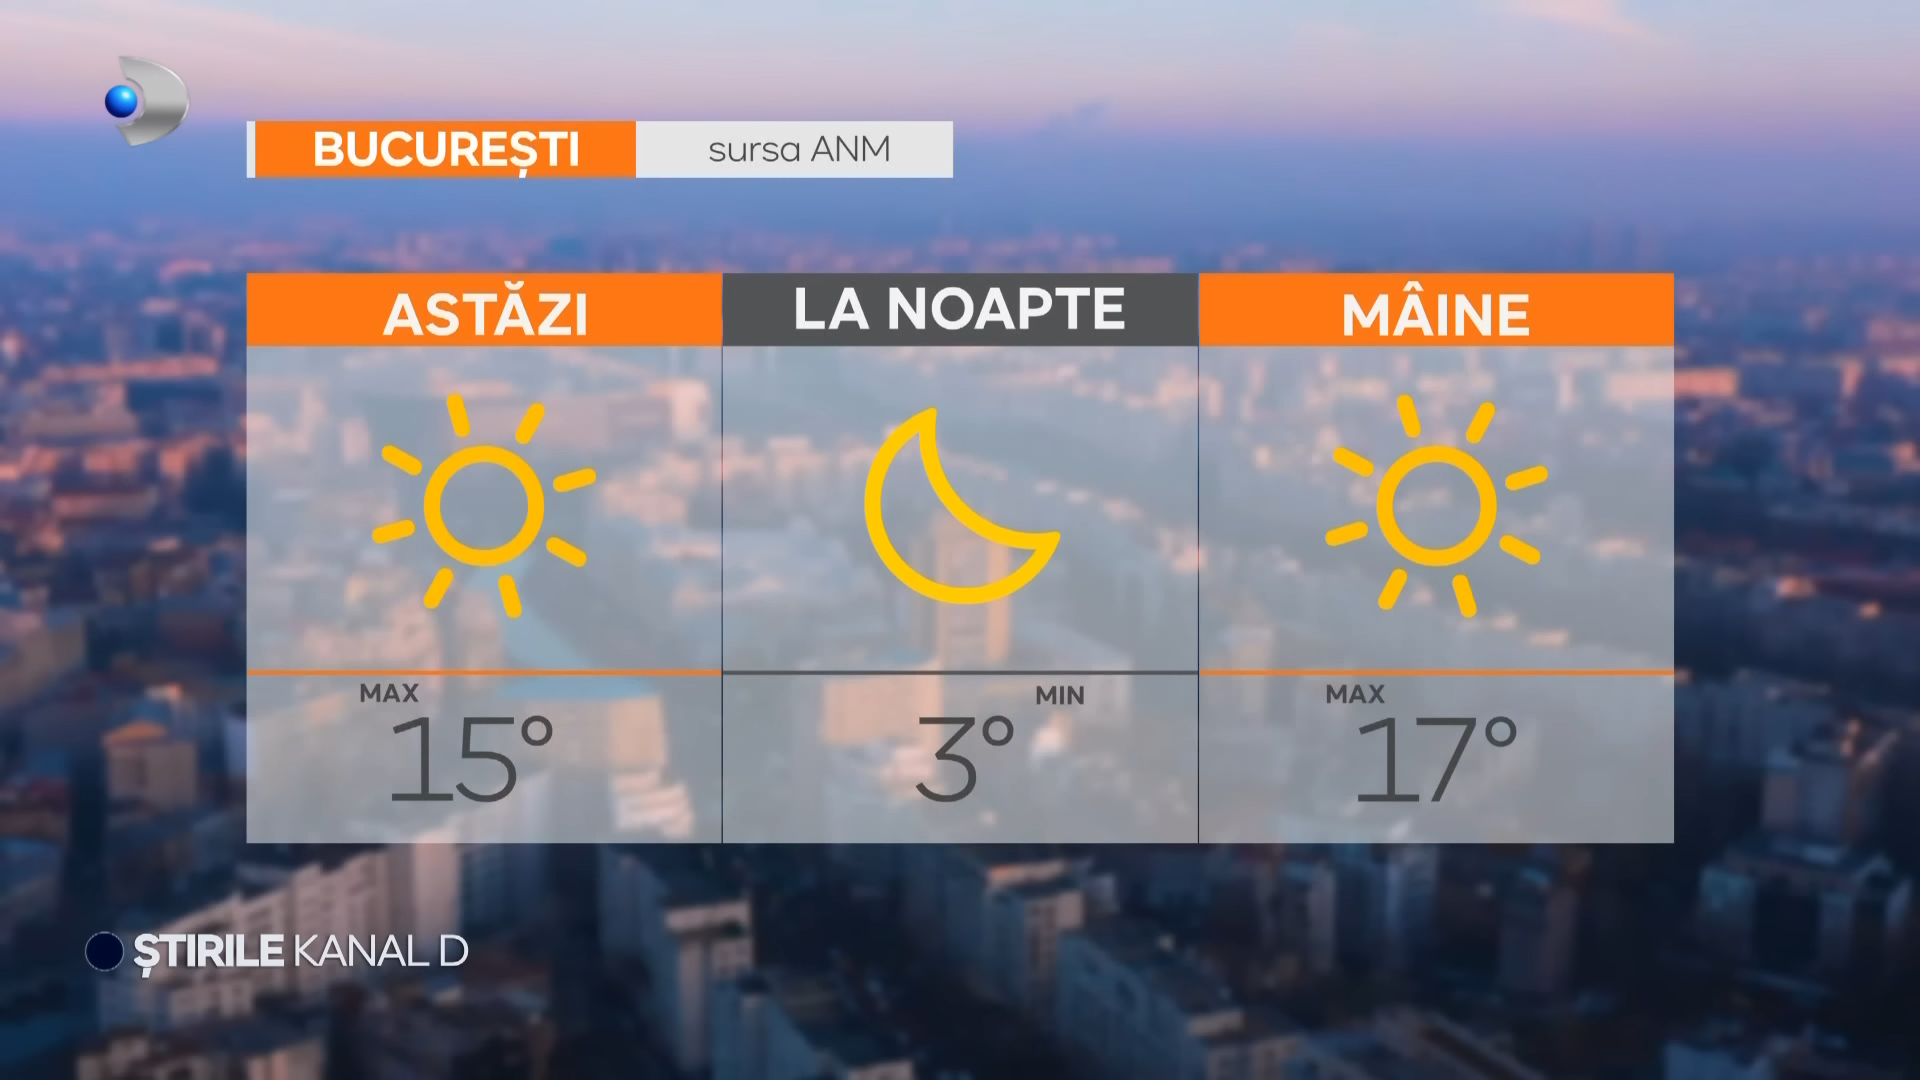 BUCUREȘTI
sursa ANM
ASTĂZI
LA NOAPTE
MÂINE
MAX
15°
MIN
3°
MAX
17°
ȘTIRILE KANAL D